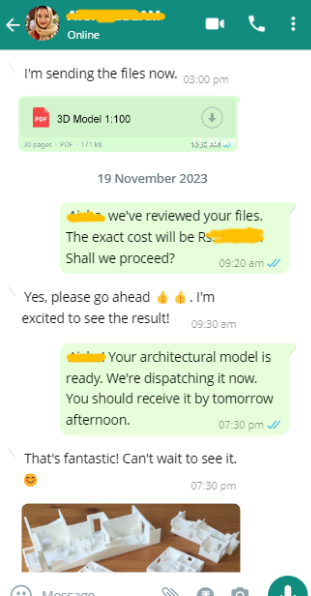 Online
I'm sending the files now. 03:00 pm
PDF 3D Model 1:100
30 pages · PDF · 171 kB 10:30 AM
19 November 2023
we've reviewed your files.
The exact cost will be Rs.
Shall we proceed? 09:20 am
Yes, please go ahead 👍 👍 . I'm
excited to see the result! 09:30 am
Your architectural model is
ready. We're dispatching it now.
You should receive it by tomorrow
afternoon. 07:30 pm
That's fantastic! Can't wait to see it.
😊 07:30 pm
Message